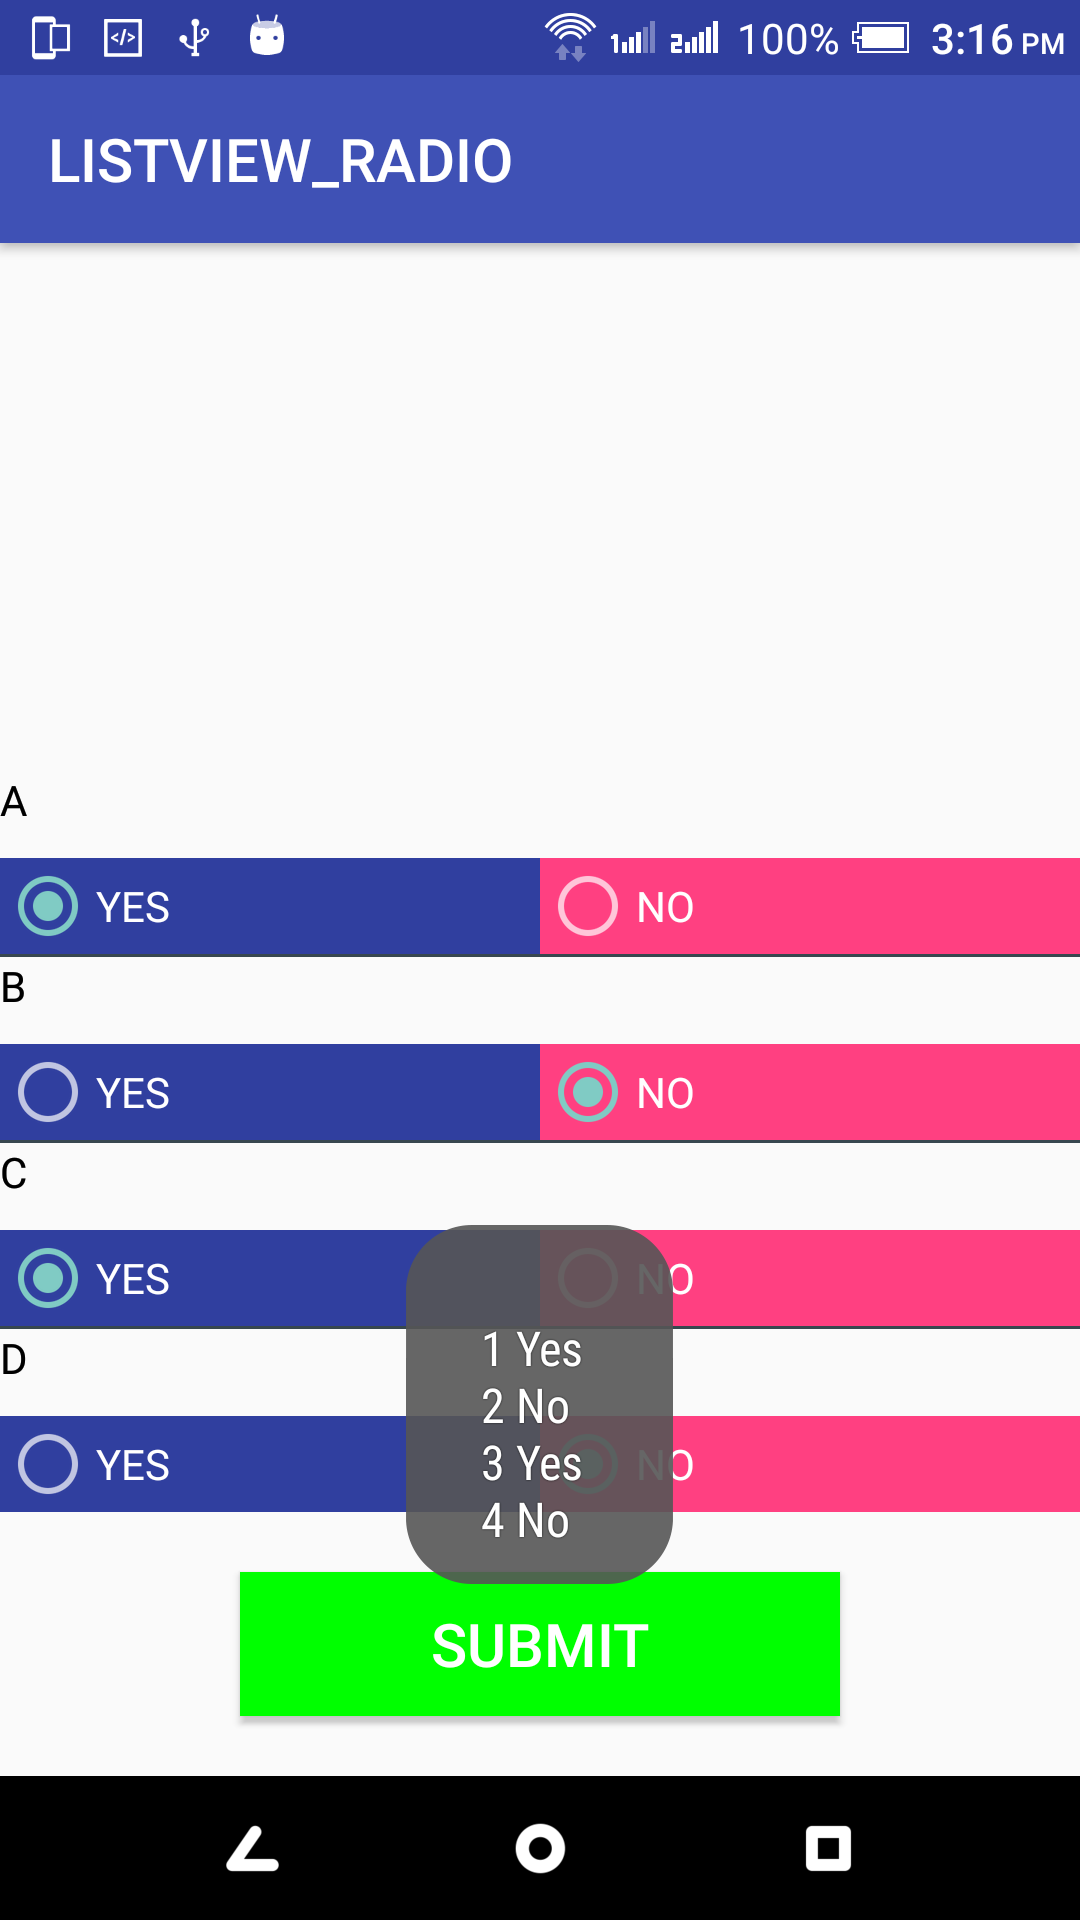 </> 1 2 100% 3:16 PM
LISTVIEW_RADIO
A
YES NO
B
YES NO
C
YES NO
D
YES NO
1 Yes
2 No
3 Yes
4 No
SUBMIT